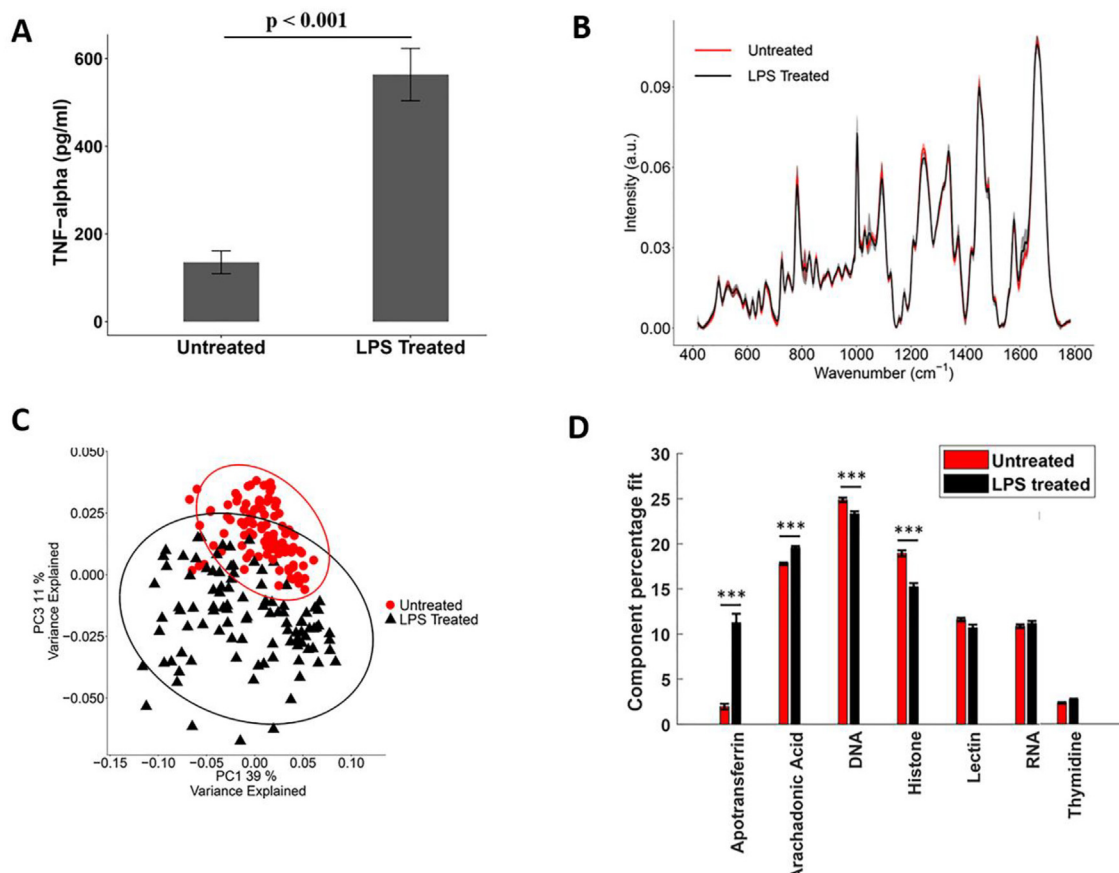 A
p < 0.001
TNF−alpha (pg/ml)
600
400
200
0
Untreated
LPS Treated
B
Untreated
LPS Treated
Intensity (a.u.)
0.09
0.06
0.03
0.00
400 600 800 1000 1200 1400 1600 1800
Wavenumber (cm⁻¹)
C
PC3 11 %
Variance Explained
0.050
0.025
0.000
−0.025
−0.050
Untreated
LPS Treated
−0.15 −0.10 −0.05 0.00 0.05 0.10
PC1 39 %
Variance Explained
D
Component percentage fit
30
25
20
15
10
5
0
Untreated
LPS treated
***
***
***
***
Apotransferrin
Arachadonic Acid
DNA
Histone
Lectin
RNA
Thymidine